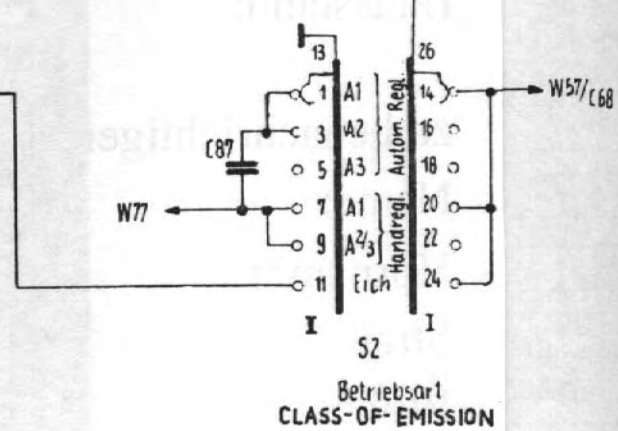 13 26
1 A1 14 W57/C68
3 A2 16
C87
5 A3 18
Autom. Regl.
W77 7 A1 20
9 A2/3 22
Handregl.
11 Eich 24
I I
S2
Betriebsart
CLASS-OF-EMISSION